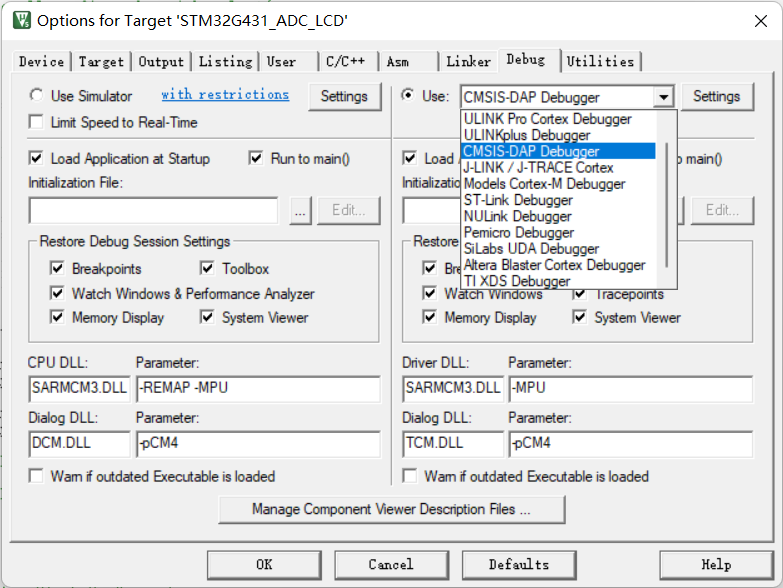 Options for Target 'STM32G431_ADC_LCD'
Device Target Output Listing User C/C++ Asm Linker Debug Utilities
Use Simulator with restrictions Settings
Limit Speed to Real-Time
Load Application at Startup Run to main()
Initialization File:
... Edit...
Restore Debug Session Settings
Breakpoints Toolbox
Watch Windows & Performance Analyzer
Memory Display System Viewer
CPU DLL: Parameter:
SARMCM3.DLL -REMAP -MPU
Dialog DLL: Parameter:
DCM.DLL -pCM4
Warn if outdated Executable is loaded
Use: CMSIS-DAP Debugger Settings
ULINK Pro Cortex Debugger
ULINKplus Debugger
CMSIS-DAP Debugger
J-LINK / J-TRACE Cortex
Models Cortex-M Debugger
ST-Link Debugger
NULink Debugger
Pemicro Debugger
SiLabs UDA Debugger
Altera Blaster Cortex Debugger
TI XDS Debugger
main()
Edit...
Restore
Watch Windows Tracepoints
Memory Display System Viewer
Driver DLL: Parameter:
SARMCM3.DLL -MPU
Dialog DLL: Parameter:
TCM.DLL -pCM4
Warn if outdated Executable is loaded
Manage Component Viewer Description Files ...
OK Cancel Defaults Help